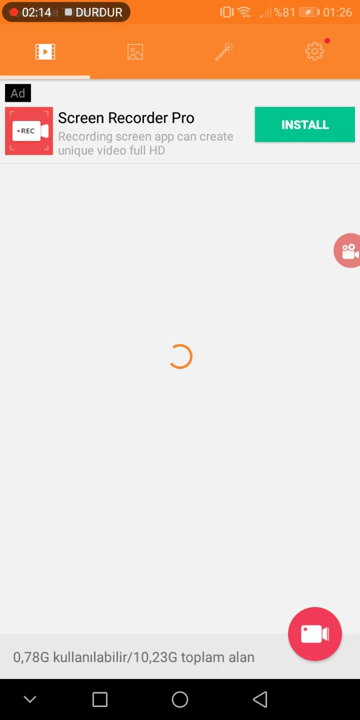 02:14 DURDUR %81 01:26
Ad
Screen Recorder Pro
Recording screen app can create
unique video full HD
INSTALL
•REC
0,78G kullanılabilir/10,23G toplam alan